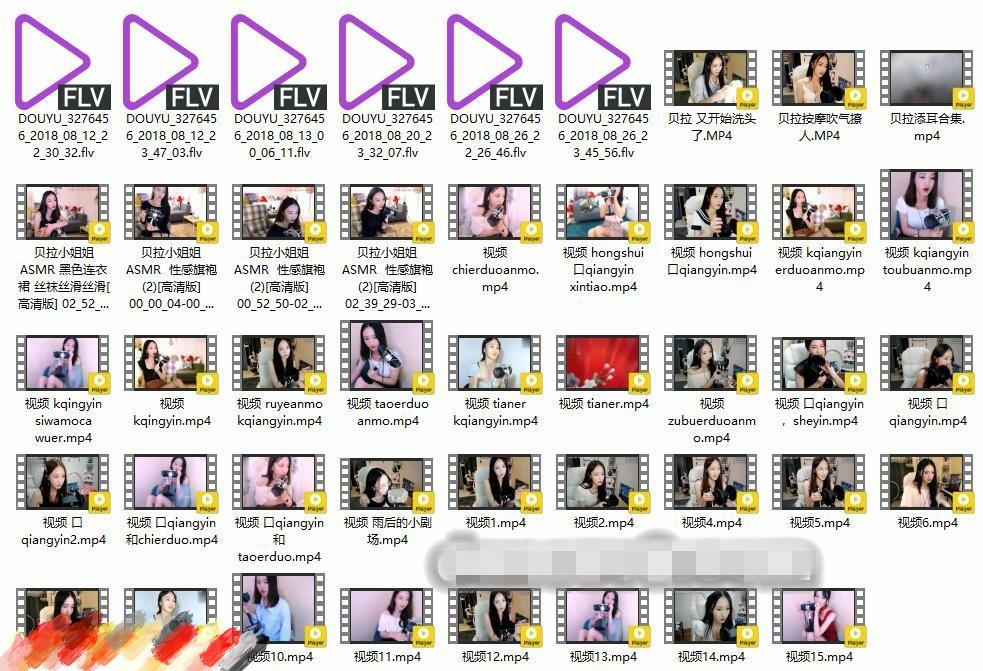 FLV FLV FLV FLV FLV FLV
DOUYU_327645 DOUYU_327645 DOUYU_327645 DOUYU_327645 DOUYU_327645 DOUYU_327645 贝拉 又开始洗头 贝拉按摩吹气撩 贝拉添耳合集.
6_2018_08_12_2 6_2018_08_12_2 6_2018_08_13_0 6_2018_08_20_2 6_2018_08_26_2 6_2018_08_26_2 了.MP4 人.MP4 mp4
2_30_32.flv 3_47_03.flv 0_06_11.flv 3_32_07.flv 2_26_46.flv 3_45_56.flv
贝拉小姐姐 贝拉小姐姐 贝拉小姐姐 贝拉小姐姐 视频 视频 hongshui 视频 hongshui 视频 kqiangyin 视频 kqiangyin
ASMR 黑色连衣 ASMR 性感旗袍 ASMR 性感旗袍 ASMR 性感旗袍 chierduoanmo. 口qiangyin 口qiangyin.mp4 erduoanmo.mp toubuanmo.mp
裙 丝袜丝滑丝滑[ (2)[高清版] (2)[高清版] (2)[高清版] mp4 xintiao.mp4 4 4
高清版] 02_52_... 00_00_04-00_... 00_52_50-02_... 02_39_29-03_...
视频 kqingyin 视频 视频 ruyeanmo 视频 taoerduo 视频 tianer 视频 tianer.mp4 视频 视频 口qiangyin 视频 口
siwamoca kqingyin.mp4 kqiangyin.mp4 anmo.mp4 kqiangyin.mp4 zubuerduoanm ，sheyin.mp4 qiangyin.mp4
wuer.mp4 o.mp4
视频 口 视频 口qiangyin 视频 口qiangyin 视频 雨后的小剧 视频1.mp4 视频2.mp4 视频4.mp4 视频5.mp4 视频6.mp4
qiangyin2.mp4 和chierduo.mp4 和 场.mp4
taoerduo.mp4
视频10.mp4 视频11.mp4 视频12.mp4 视频13.mp4 视频14.mp4 视频15.mp4